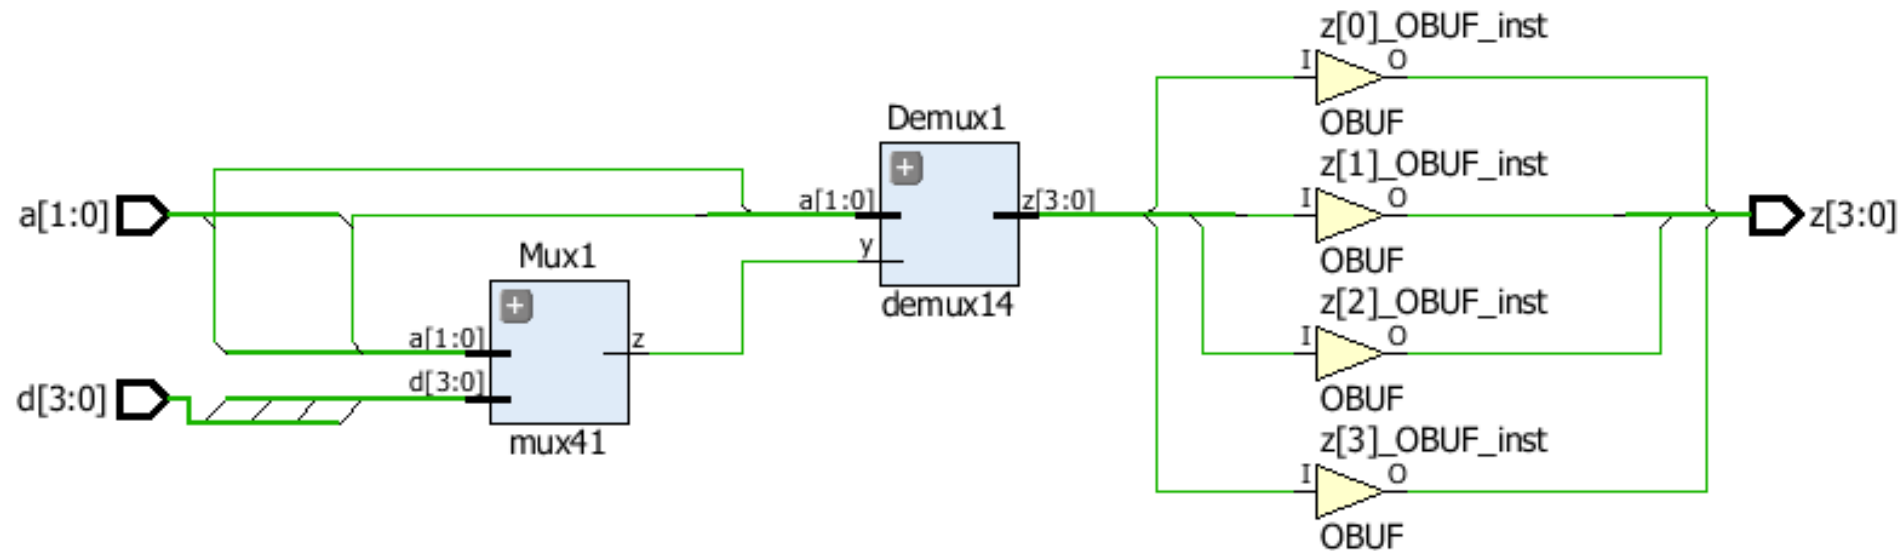 a[1:0]
d[3:0]
Mux1
a[1:0]
d[3:0]
z
mux41
Demux1
a[1:0]
y
z[3:0]
demux14
z[0]_OBUF_inst
I
O
OBUF
z[1]_OBUF_inst
I
O
OBUF
z[2]_OBUF_inst
I
O
OBUF
z[3]_OBUF_inst
I
O
OBUF
z[3:0]